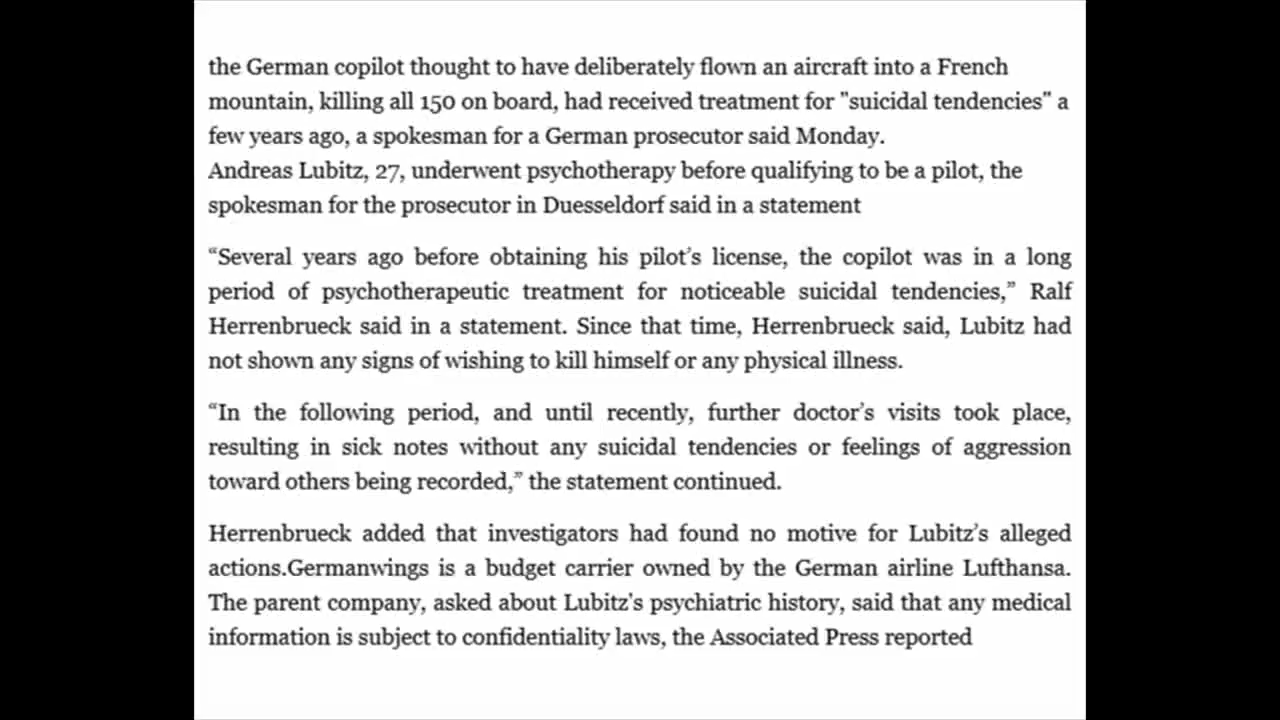 the German copilot thought to have deliberately flown an aircraft into a French
mountain, killing all 150 on board, had received treatment for "suicidal tendencies" a
few years ago, a spokesman for a German prosecutor said Monday.
Andreas Lubitz, 27, underwent psychotherapy before qualifying to be a pilot, the
spokesman for the prosecutor in Duesseldorf said in a statement
“Several years ago before obtaining his pilot’s license, the copilot was in a long
period of psychotherapeutic treatment for noticeable suicidal tendencies,” Ralf
Herrenbrueck said in a statement. Since that time, Herrenbrueck said, Lubitz had
not shown any signs of wishing to kill himself or any physical illness.
“In the following period, and until recently, further doctor’s visits took place,
resulting in sick notes without any suicidal tendencies or feelings of aggression
toward others being recorded,” the statement continued.
Herrenbrueck added that investigators had found no motive for Lubitz’s alleged
actions.Germanwings is a budget carrier owned by the German airline Lufthansa.
The parent company, asked about Lubitz’s psychiatric history, said that any medical
information is subject to confidentiality laws, the Associated Press reported